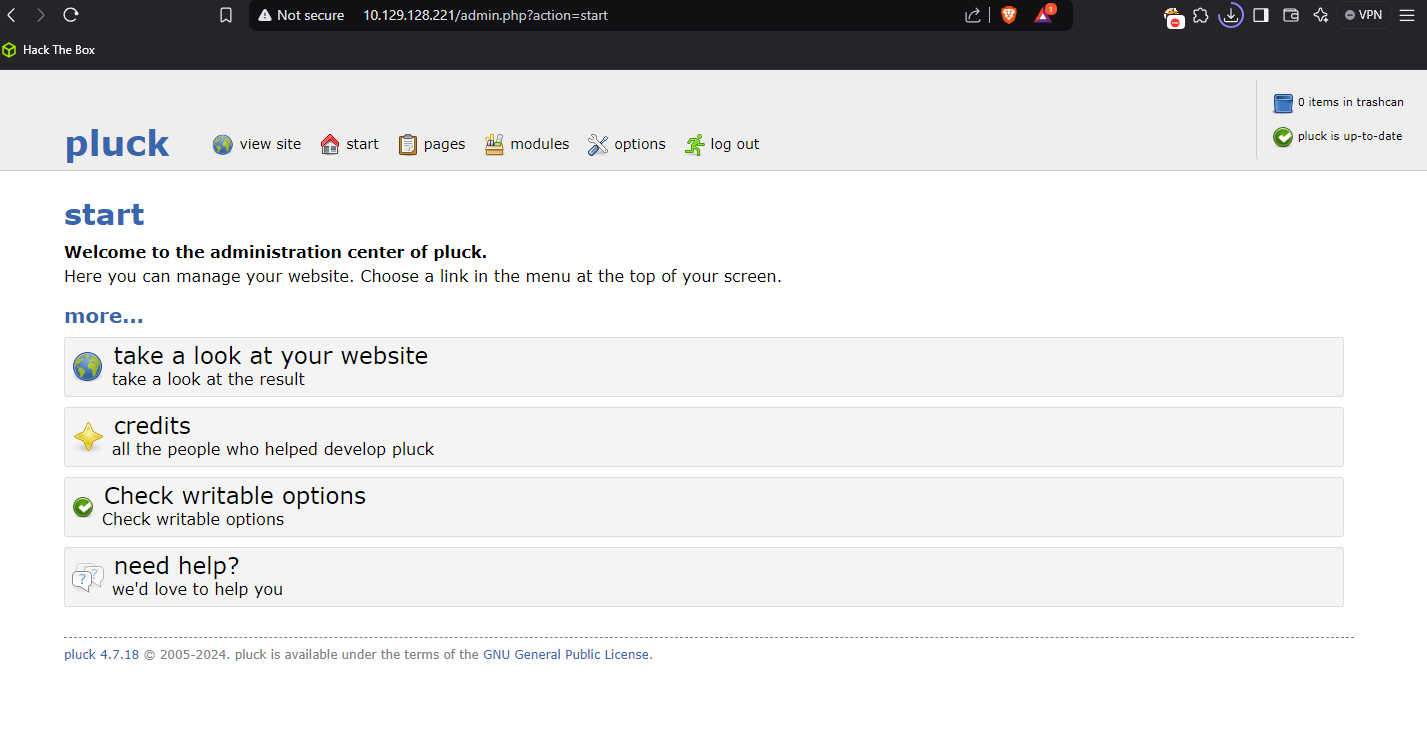 Not secure 10.129.128.221/admin.php?action=start 1 VPN
Hack The Box
0 items in trashcan
pluck is up-to-date
pluck view site start pages modules options log out
start
Welcome to the administration center of pluck.
Here you can manage your website. Choose a link in the menu at the top of your screen.
more...
take a look at your website
take a look at the result
credits
all the people who helped develop pluck
Check writable options
Check writable options
need help?
we'd love to help you
pluck 4.7.18 © 2005-2024. pluck is available under the terms of the GNU General Public License.